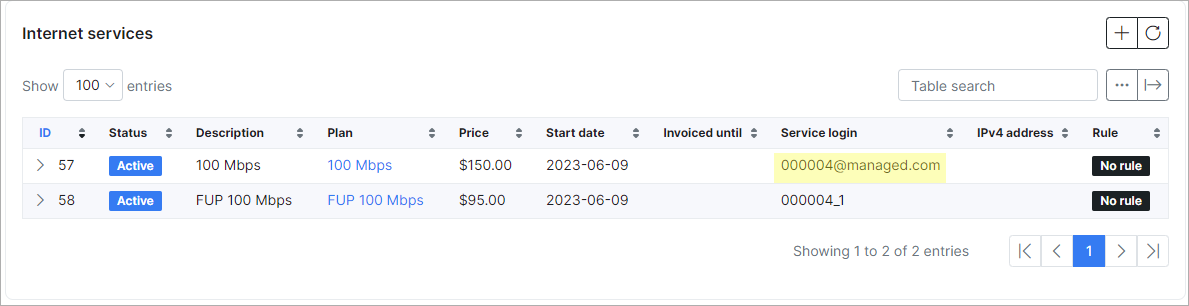 Internet services
Show 100 entries
Table search
ID Status Description Plan Price Start date Invoiced until Service login IPv4 address Rule
57 Active 100 Mbps 100 Mbps $150.00 2023-06-09 000004@managed.com No rule
58 Active FUP 100 Mbps FUP 100 Mbps $95.00 2023-06-09 000004_1 No rule
Showing 1 to 2 of 2 entries
1